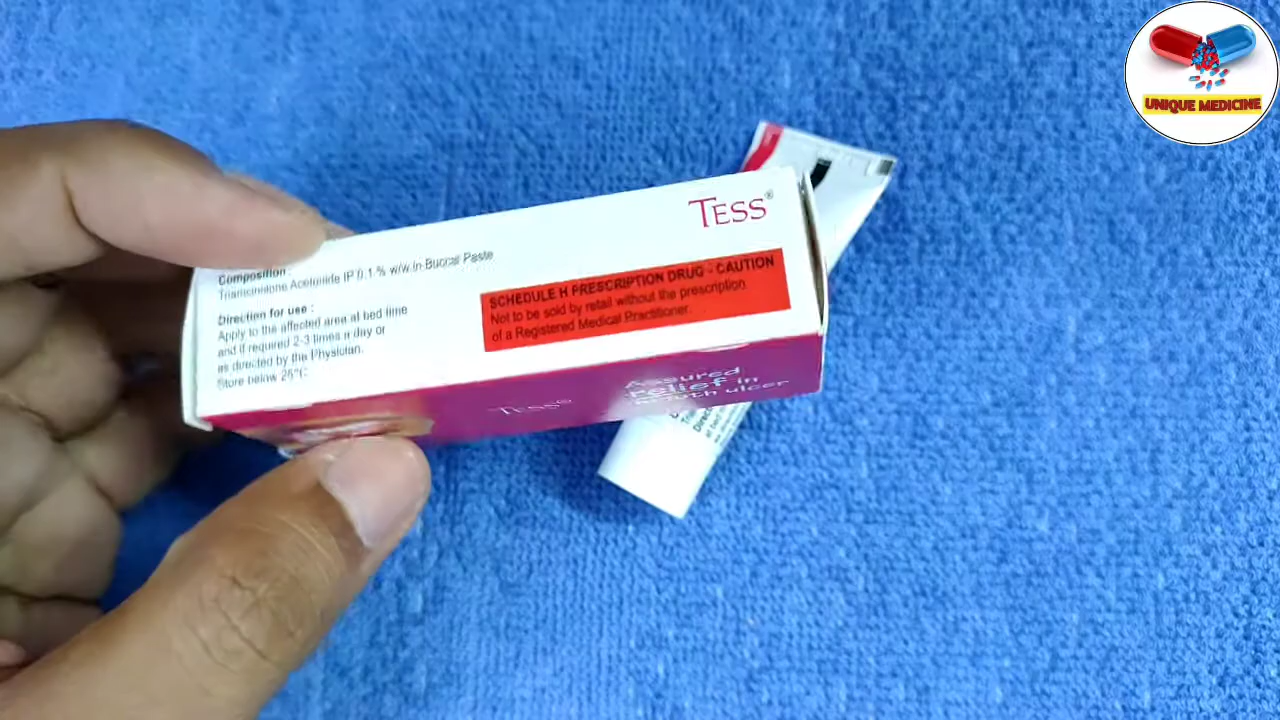 UNIQUE MEDICINE
TESS®
Composition :
Triamcinolone Acetonide IP 0.1 % w/w in Buccal Paste
SCHEDULE H PRESCRIPTION DRUG - CAUTION
Not to be sold by retail without the prescription
of a Registered Medical Practitioner.
Direction for use :
Apply to the affected area at bed time
and if required 2-3 times a day or
as directed by the Physician.
Store below 25°C
TESS®
Assured
relief in
mouth ulcer